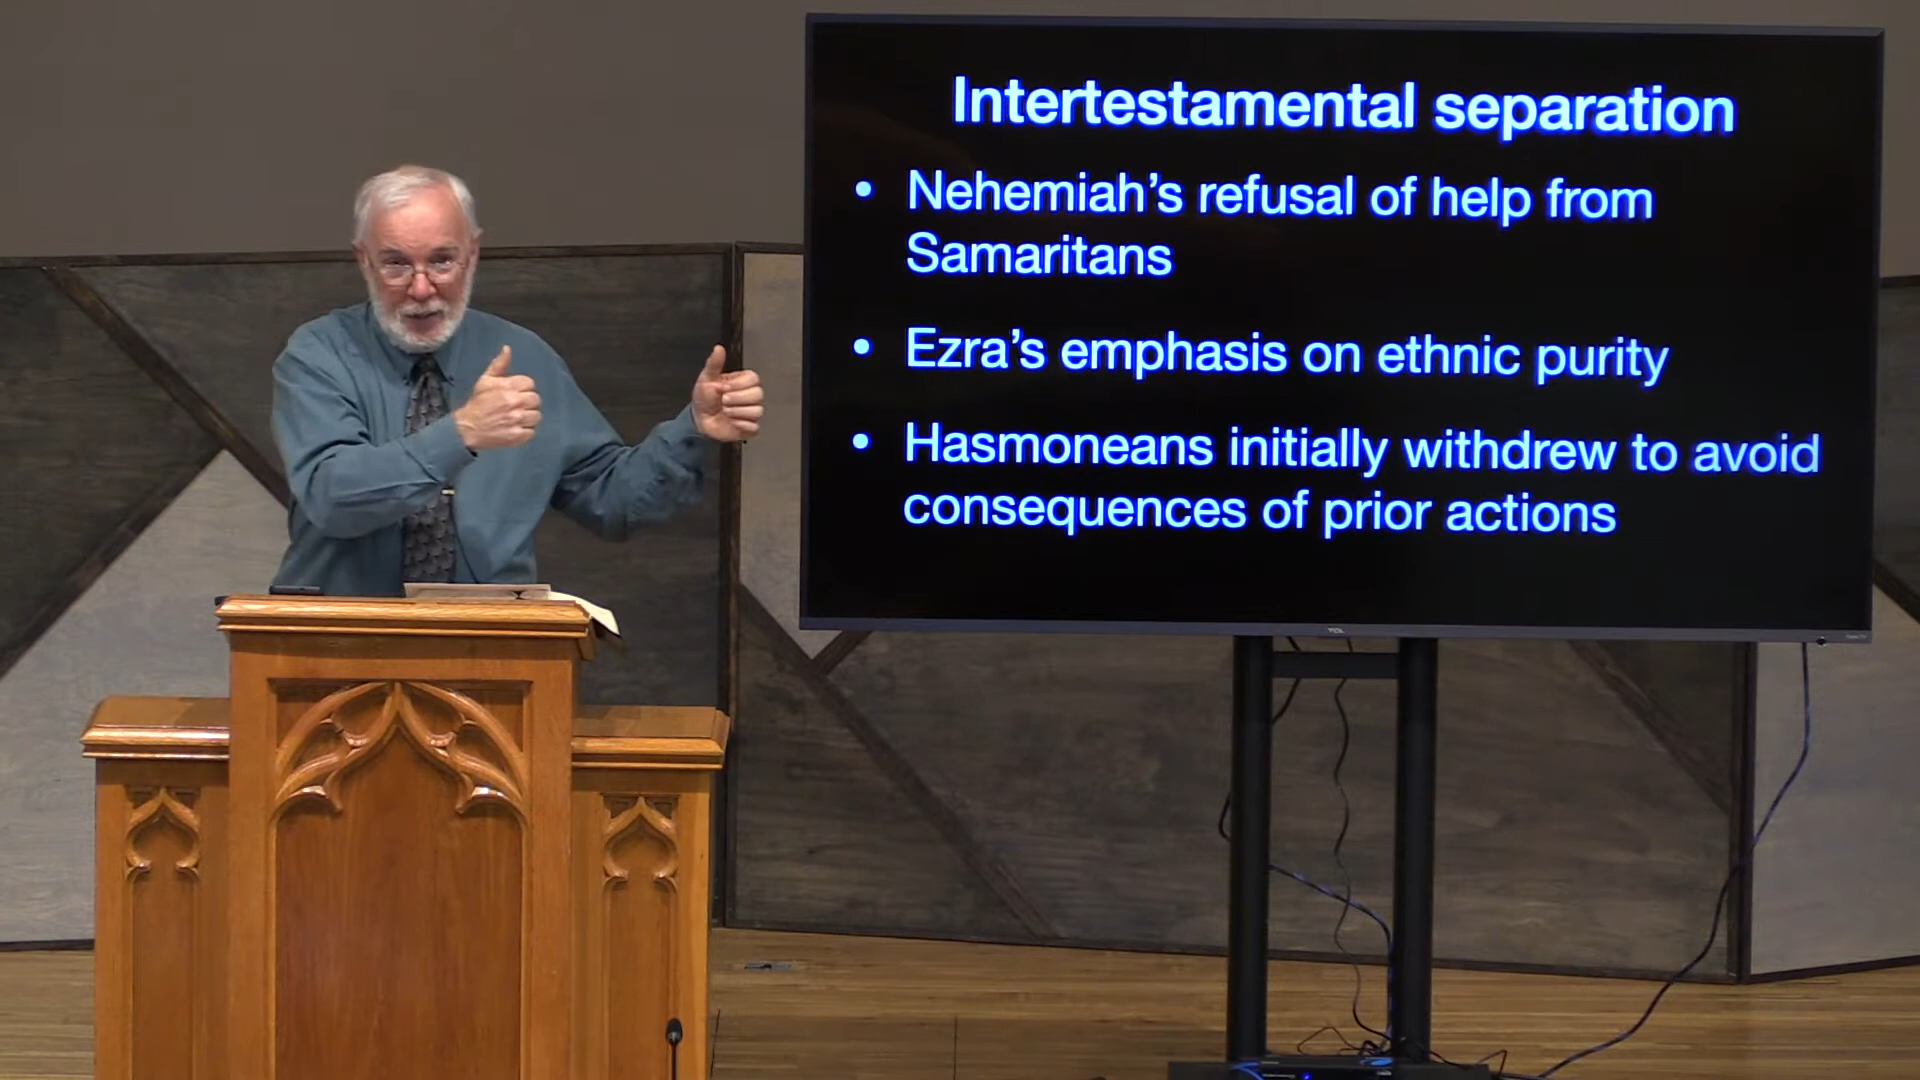 Intertestamental separation
• Nehemiah's refusal of help from
Samaritans
• Ezra's emphasis on ethnic purity
• Hasmoneans initially withdrew to avoid
consequences of prior actions
TCL